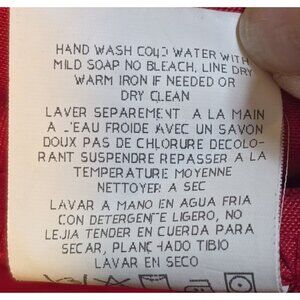 HAND WASH COLD WATER WITH
MILD SOAP NO BLEACH, LINE DRY
WARM IRON IF NEEDED OR
DRY CLEAN
LAVER SEPAREMENT A LA MAIN
A L'EAU FROIDE AVEC UN SAVON
DOUX PAS DE CHLORURE DECOLO-
RANT SUSPENDRE REPASSER A LA
TEMPERATURE MOYENNE
NETTOYER A SEC
LAVAR A MANO EN AGUA FRIA
CON DETERGENTE LIGERO, NO
LEJIA TENDER EN CUERDA PARA
SECAR, PLANCHADO TIBIO
LAVAR EN SECO